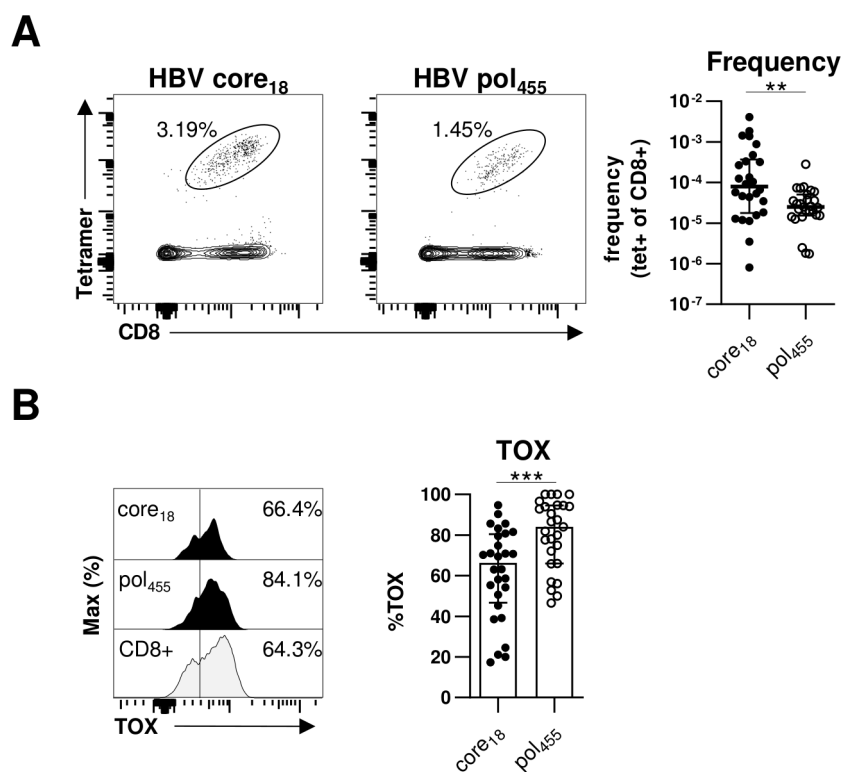 A
HBV core18
HBV pol455
3.19%
1.45%
Tetramer
CD8
Frequency
**
10-2
10-3
10-4
10-5
10-6
10-7
frequency
(tet+ of CD8+)
core18
pol455
B
core18
66.4%
pol455
84.1%
CD8+
64.3%
Max (%)
TOX
TOX
***
100
80
60
40
20
0
%TOX
core18
pol455